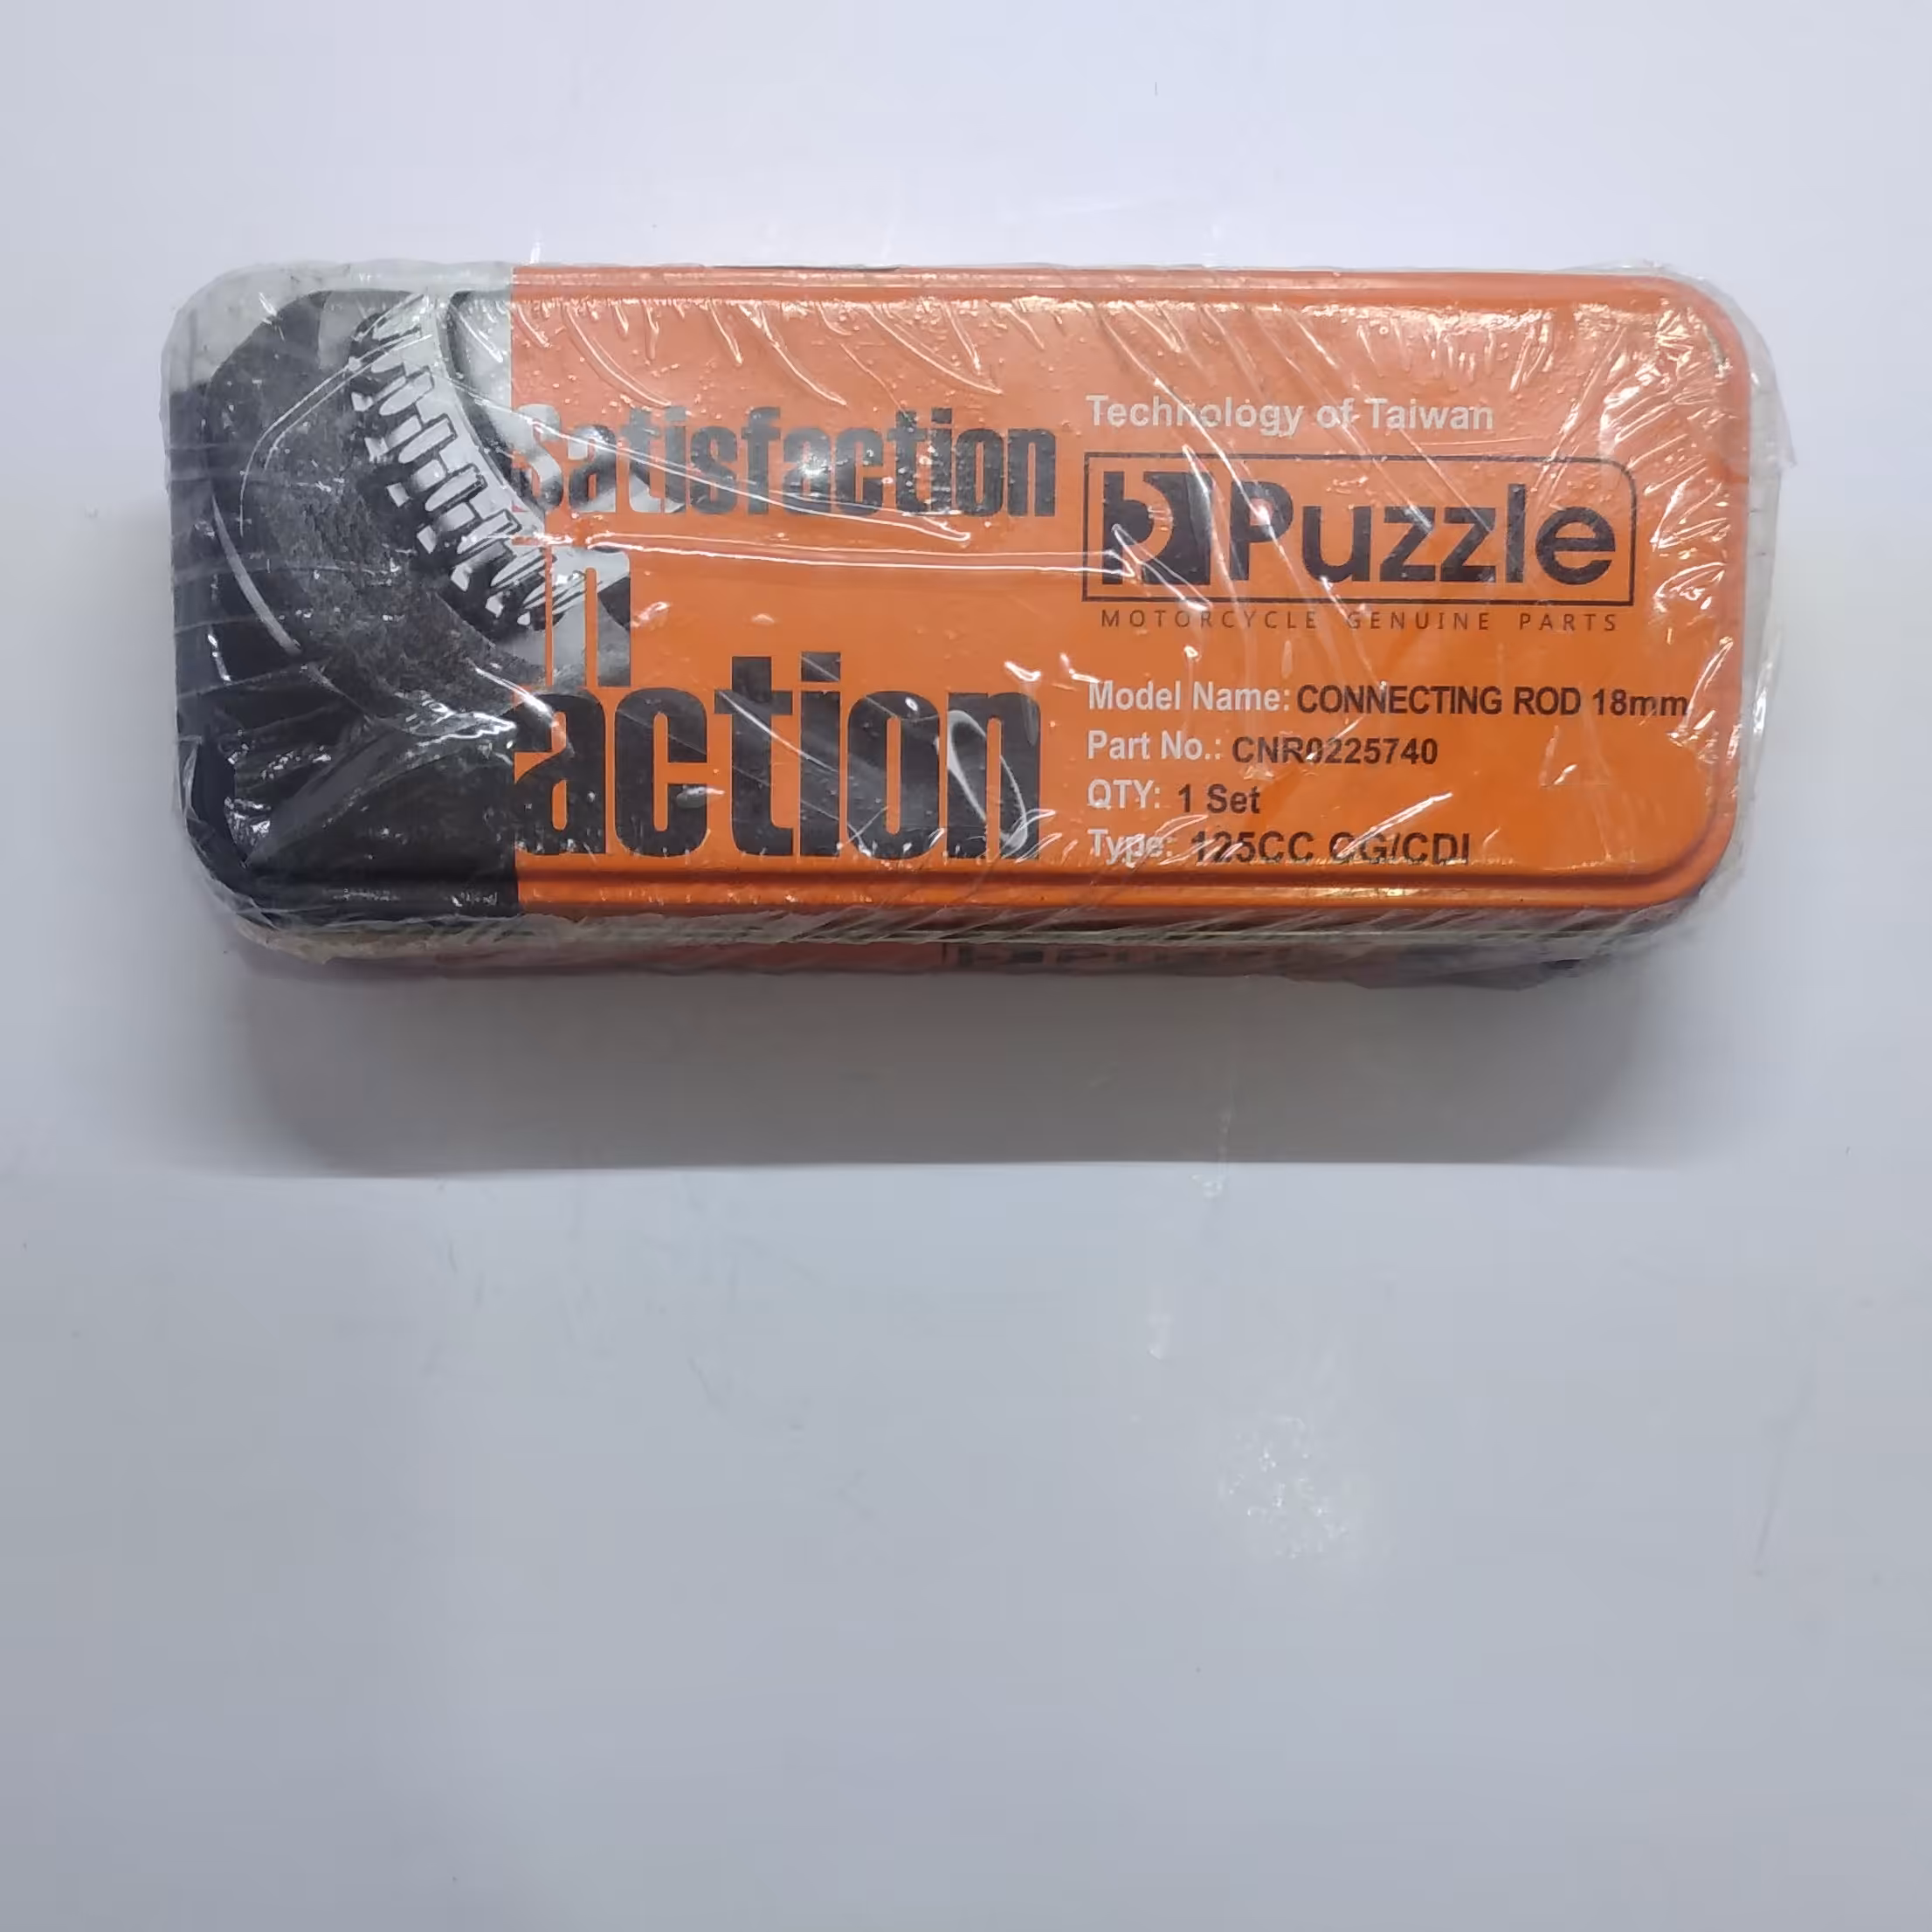 Satisfaction
in
action
Technology of Taiwan
Puzzle
MOTORCYCLE GENUINE PARTS
Model Name: CONNECTING ROD 18mm
Part No.: CNR0225740
QTY: 1 Set
Type: 125CC CG/CDI